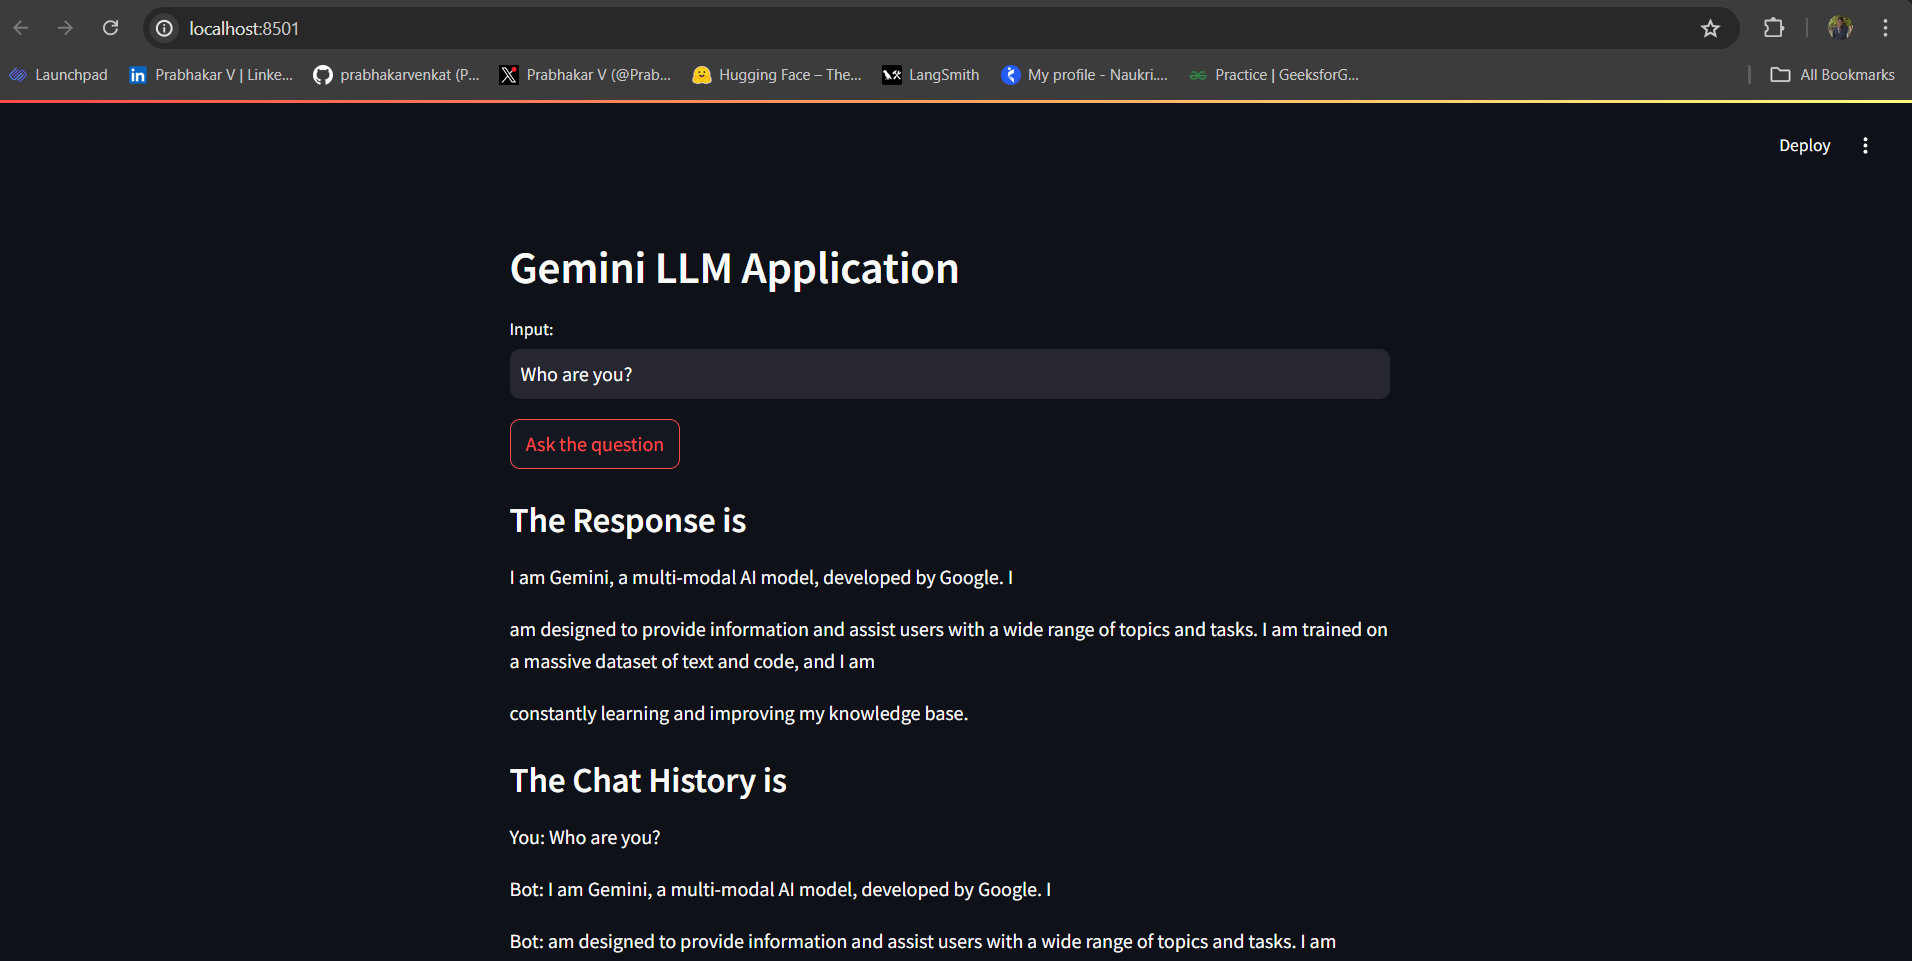 localhost:8501
Launchpad
in Prabhakar V | Linke...
prabhakarvenkat (P...
X Prabhakar V (@Prab...
Hugging Face – The...
LangSmith
My profile - Naukri....
Practice | GeeksforG...
All Bookmarks
Deploy
Gemini LLM Application
Input:
Who are you?
Ask the question
The Response is
I am Gemini, a multi-modal AI model, developed by Google. I
am designed to provide information and assist users with a wide range of topics and tasks. I am trained on
a massive dataset of text and code, and I am
constantly learning and improving my knowledge base.
The Chat History is
You: Who are you?
Bot: I am Gemini, a multi-modal AI model, developed by Google. I
Bot: am designed to provide information and assist users with a wide range of topics and tasks. I am